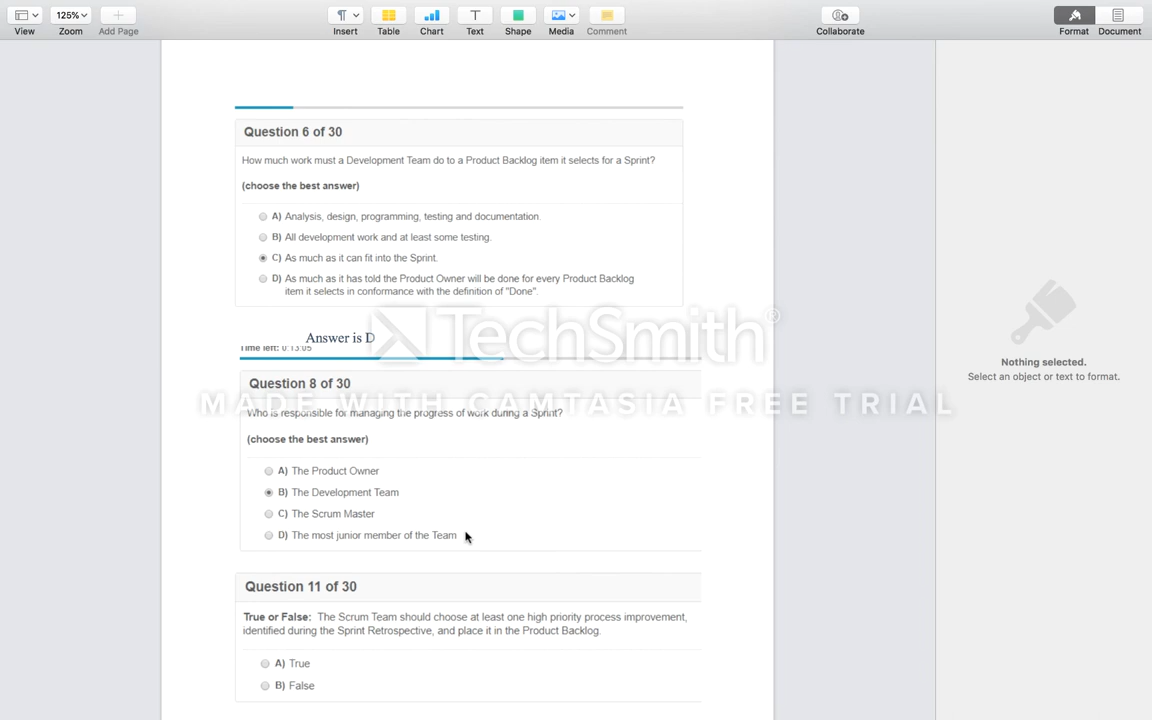 View
125%
Zoom
Add Page
Insert
Table
Chart
Text
Shape
Media
Comment
Collaborate
Format
Document
Question 6 of 30
How much work must a Development Team do to a Product Backlog item it selects for a Sprint?
(choose the best answer)
A) Analysis, design, programming, testing and documentation.
B) All development work and at least some testing.
C) As much as it can fit into the Sprint.
D) As much as it has told the Product Owner will be done for every Product Backlog
item it selects in conformance with the definition of "Done".
Answer is D
TechSmith®
Time left: 0:13:05
Nothing selected.
Select an object or text to format.
Question 8 of 30
MADE WITH CAMTASIA FREE TRIAL
Who is responsible for managing the progress of work during a Sprint?
(choose the best answer)
A) The Product Owner
B) The Development Team
C) The Scrum Master
D) The most junior member of the Team
Question 11 of 30
True or False: The Scrum Team should choose at least one high priority process improvement,
identified during the Sprint Retrospective, and place it in the Product Backlog.
A) True
B) False